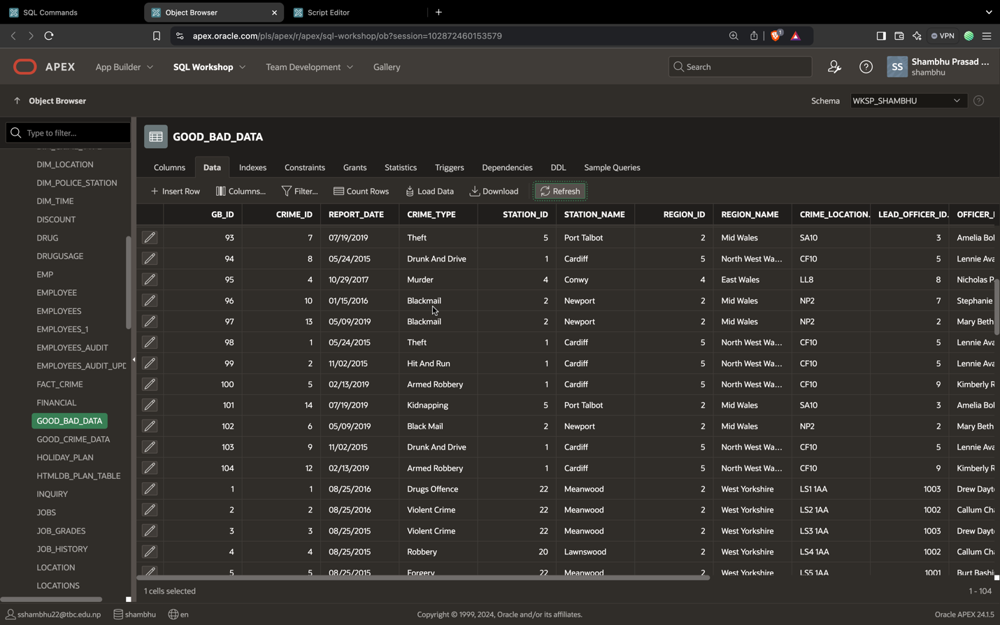 SQL Commands
Object Browser
Script Editor
apex.oracle.com/pls/apex/r/apex/sql-workshop/ob?session=102872460153579
1
VPN
APEX
App Builder
SQL Workshop
Team Development
Gallery
Search
SS
Shambhu Prasad ...
shambhu
Object Browser
Schema
WKSP_SHAMBHU
Type to filter...
DIM_LOCATION
DIM_POLICE_STATION
DIM_TIME
DISCOUNT
DRUG
DRUGUSAGE
EMP
EMPLOYEE
EMPLOYEES
EMPLOYEES_1
EMPLOYEES_AUDIT
EMPLOYEES_AUDIT_UPD
FACT_CRIME
FINANCIAL
GOOD_BAD_DATA
GOOD_CRIME_DATA
HOLIDAY_PLAN
HTMLDB_PLAN_TABLE
INQUIRY
JOBS
JOB_GRADES
JOB_HISTORY
LOCATION
LOCATIONS
GOOD_BAD_DATA
Columns Data Indexes Constraints Grants Statistics Triggers Dependencies DDL Sample Queries
+ Insert Row Columns... Filter... Count Rows Load Data Download Refresh
GB_ID CRIME_ID REPORT_DATE CRIME_TYPE STATION_ID STATION_NAME REGION_ID REGION_NAME CRIME_LOCATION. LEAD_OFFICER_ID. OFFICER_
93 7 07/19/2019 Theft 5 Port Talbot 2 Mid Wales SA10 3 Amelia Bol
94 8 05/24/2015 Drunk And Drive 1 Cardiff 5 North West Wa... CF10 5 Lennie Ava
95 4 10/29/2017 Murder 4 Conwy 4 East Wales LL8 8 Nicholas P
96 10 01/15/2016 Blackmail 2 Newport 2 Mid Wales NP2 7 Stephanie
97 13 05/09/2019 Blackmail 2 Newport 2 Mid Wales NP2 2 Mary Beth
98 1 05/24/2015 Theft 1 Cardiff 5 North West Wa... CF10 5 Lennie Ava
99 2 11/02/2015 Hit And Run 1 Cardiff 5 North West Wa... CF10 5 Lennie Ava
100 5 02/13/2019 Armed Robbery 1 Cardiff 5 North West Wa... CF10 9 Kimberly R
101 14 07/19/2019 Kidnapping 5 Port Talbot 2 Mid Wales SA10 3 Amelia Bol
102 6 05/09/2019 Black Mail 2 Newport 2 Mid Wales NP2 2 Mary Beth
103 9 11/02/2015 Drunk And Drive 1 Cardiff 5 North West Wa... CF10 5 Lennie Ava
104 12 02/13/2019 Armed Robbery 1 Cardiff 5 North West Wa... CF10 9 Kimberly R
1 1 08/25/2016 Drugs Offence 22 Meanwood 2 West Yorkshire LS1 1AA 1003 Drew Dayt
2 2 08/25/2016 Violent Crime 22 Meanwood 2 West Yorkshire LS2 1AA 1002 Callum Cha
3 3 08/25/2015 Violent Crime 22 Meanwood 2 West Yorkshire LS3 1AA 1003 Drew Dayt
4 4 08/25/2015 Robbery 20 Lawnswood 2 West Yorkshire LS4 1AA 1002 Callum Cha
5 5 08/25/2015 Forgery 22 Meanwood 2 West Yorkshire LS5 1AA 1001 Burt Bashi
1 cells selected
1 - 104
sshambhu22@tbc.edu.np
shambhu
en
Copyright © 1999, 2024, Oracle and/or its affiliates.
Oracle APEX 24.1.5